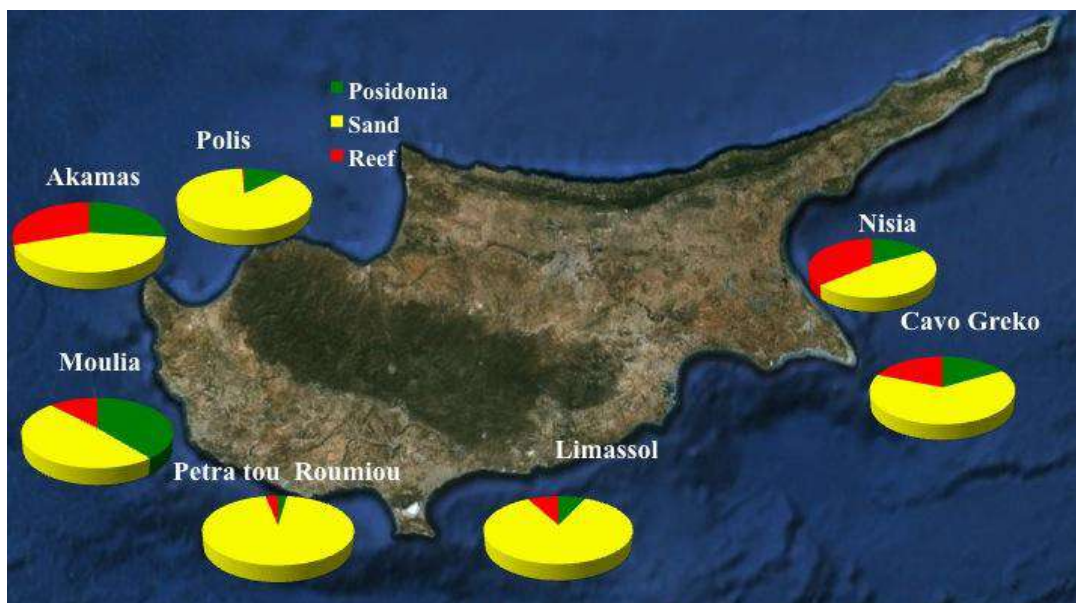 Posidonia
Sand
Reef
Polis
Akamas
Nisia
Cavo Greko
Moulia
Limassol
Petra tou Roumiou